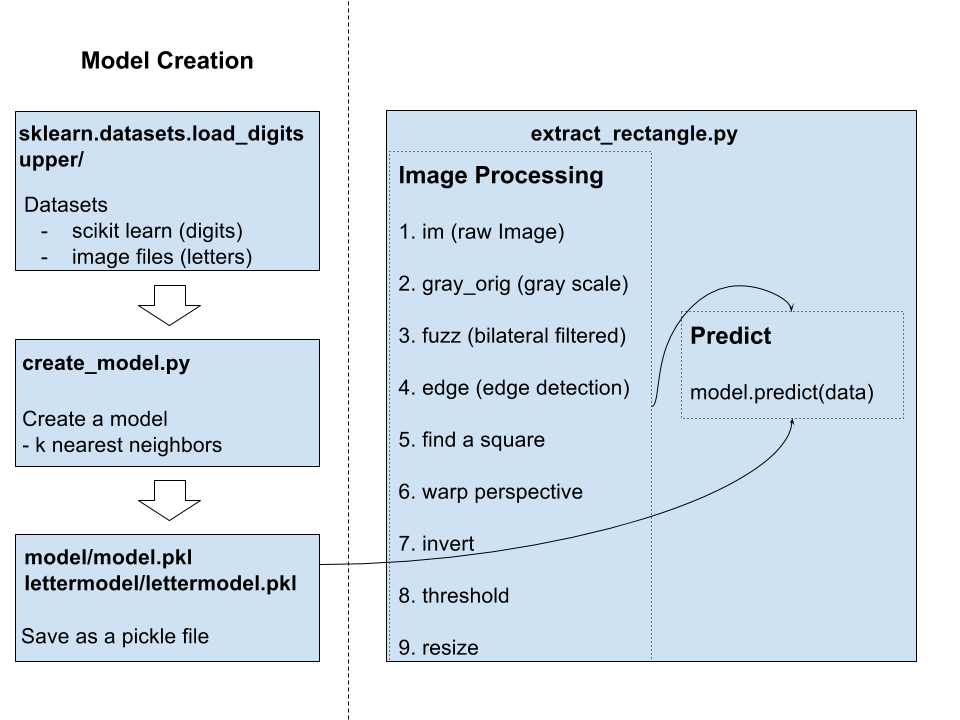 Model Creation
sklearn.datasets.load_digits
upper/
Datasets
- scikit learn (digits)
- image files (letters)
create_model.py
Create a model
- k nearest neighbors
model/model.pkl
lettermodel/lettermodel.pkl
Save as a pickle file
extract_rectangle.py
Image Processing
1. im (raw Image)
2. gray_orig (gray scale)
3. fuzz (bilateral filtered)
4. edge (edge detection)
5. find a square
6. warp perspective
7. invert
8. threshold
9. resize
Predict
model.predict(data)